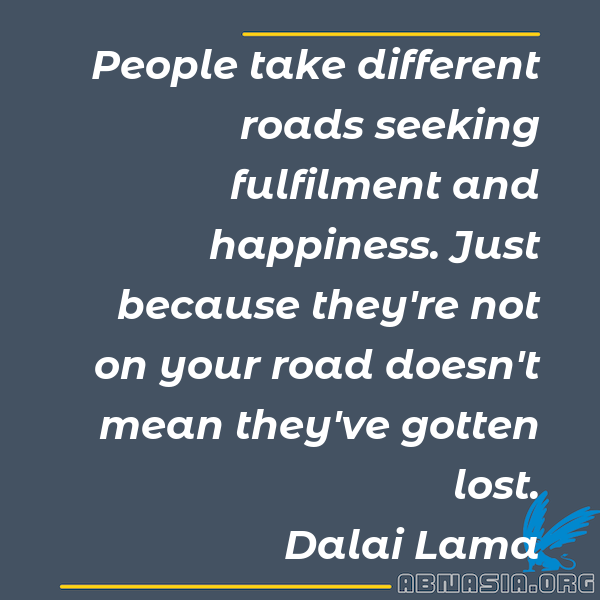 People take different
roads seeking
fulfilment and
happiness. Just
because they're not
on your road doesn't
mean they've gotten
lost.
Dalai Lama
ABNASIA.ORG